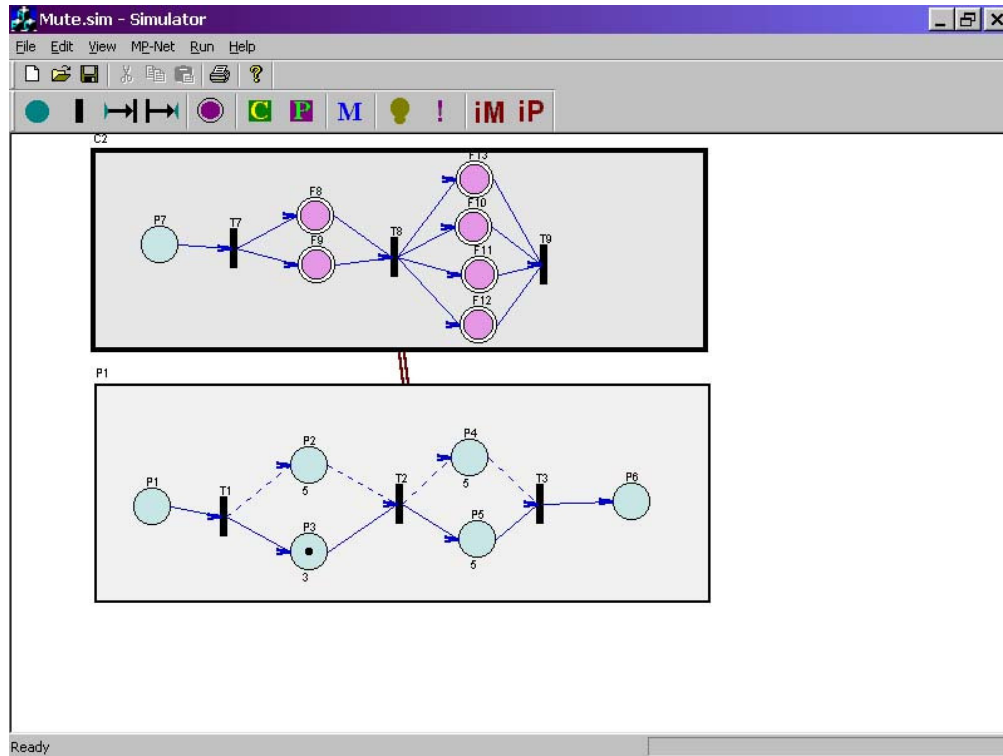 Mute.sim - Simulator
File Edit View MP-Net Run Help
C P M ! iM iP
C2
F13
F8
F10
P7
T7
T8
T9
F9
F11
F12
P1
P2
P4
5
5
P1
T1
T2
T3
P6
P3
P5
3
5
Ready